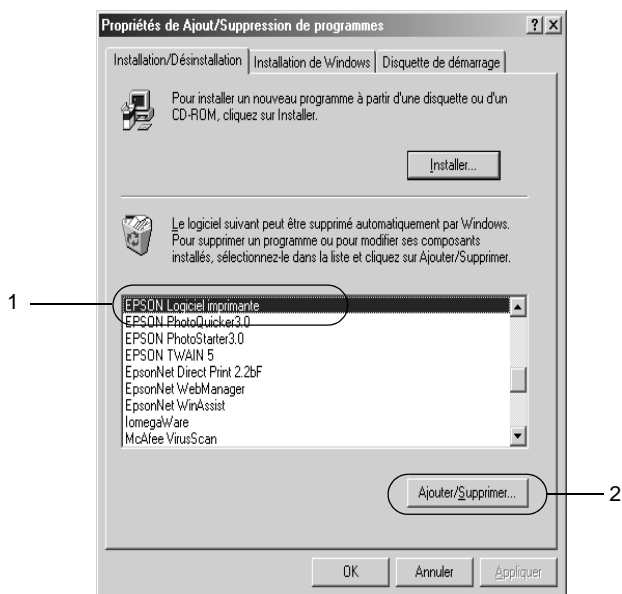 Propriétés de Ajout/Suppression de programmes
Installation/Désinstallation Installation de Windows Disquette de démarrage
Pour installer un nouveau programme à partir d'une disquette ou d'un
CD-ROM, cliquez sur Installer.
Installer...
Le logiciel suivant peut être supprimé automatiquement par Windows.
Pour supprimer un programme ou pour modifier ses composants
installés, sélectionnez-le dans la liste et cliquez sur Ajouter/Supprimer.
1
EPSON Logiciel imprimante
EPSON PhotoQuicker3.0
EPSON PhotoStarter3.0
EPSON TWAIN 5
EpsonNet Direct Print 2.2bF
EpsonNet WebManager
EpsonNet WinAssist
IomegaWare
McAfee VirusScan
Ajouter/Supprimer...
2
OK Annuler Appliquer